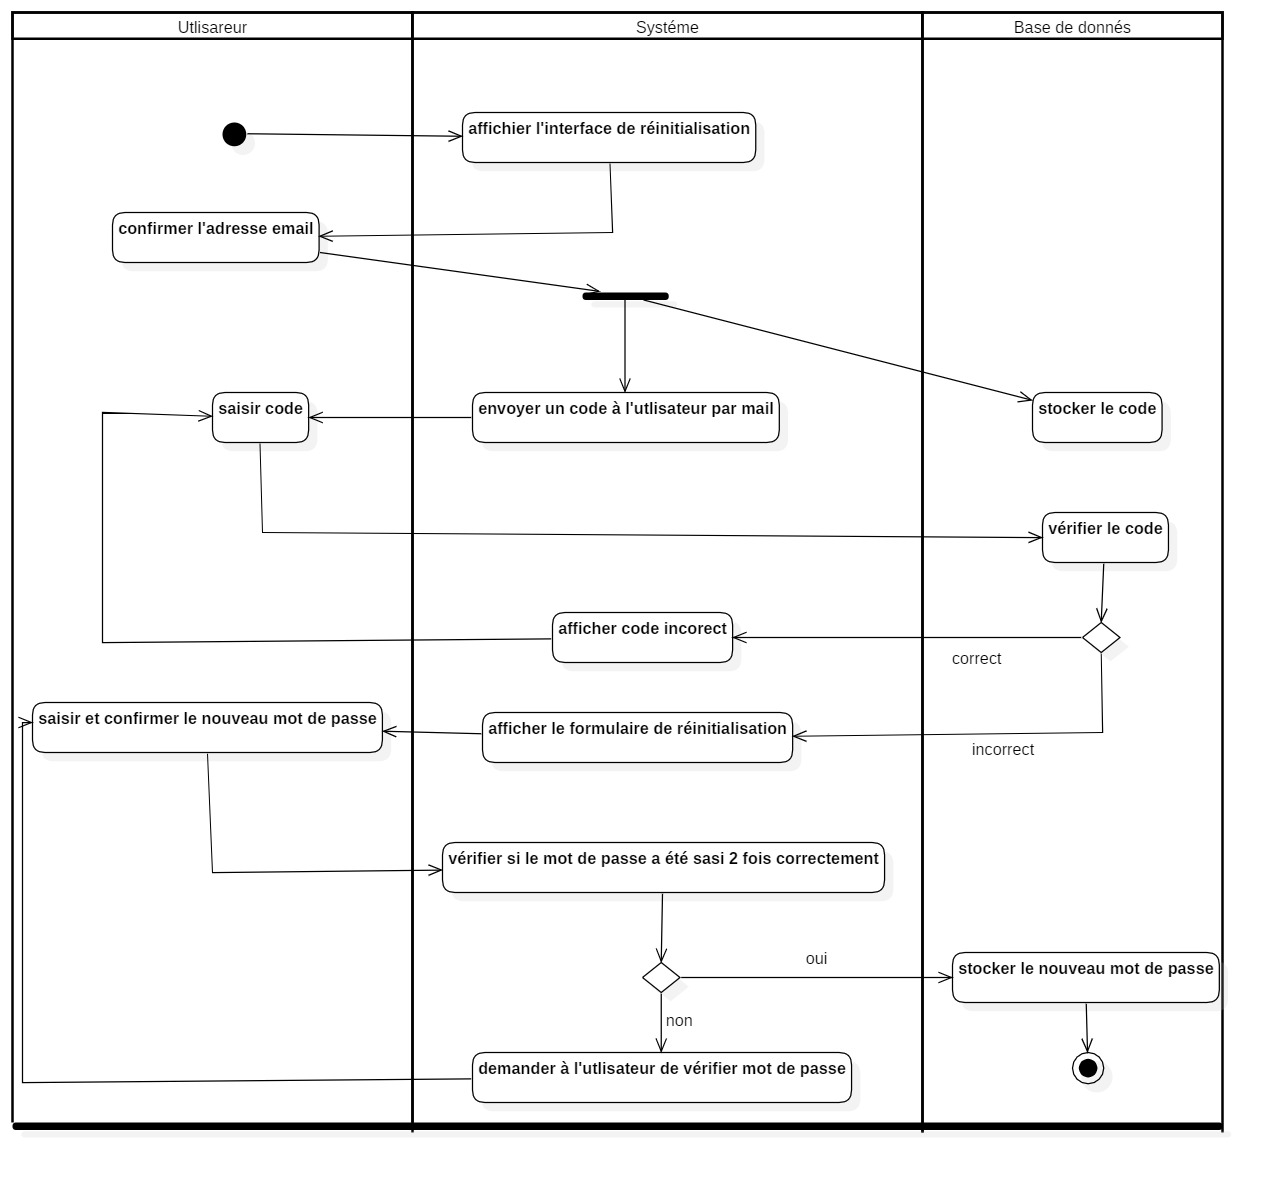 Utlisareur
Systéme
Base de donnés
affichier l'interface de réinitialisation
confirmer l'adresse email
saisir code
envoyer un code à l'utlisateur par mail
stocker le code
vérifier le code
afficher code incorrect
correct
saisir et confirmer le nouveau mot de passe
afficher le formulaire de réinitialisation
incorrect
vérifier si le mot de passe a été sasi 2 fois correctement
oui
stocker le nouveau mot de passe
non
demander à l'utlisateur de vérifier mot de passe